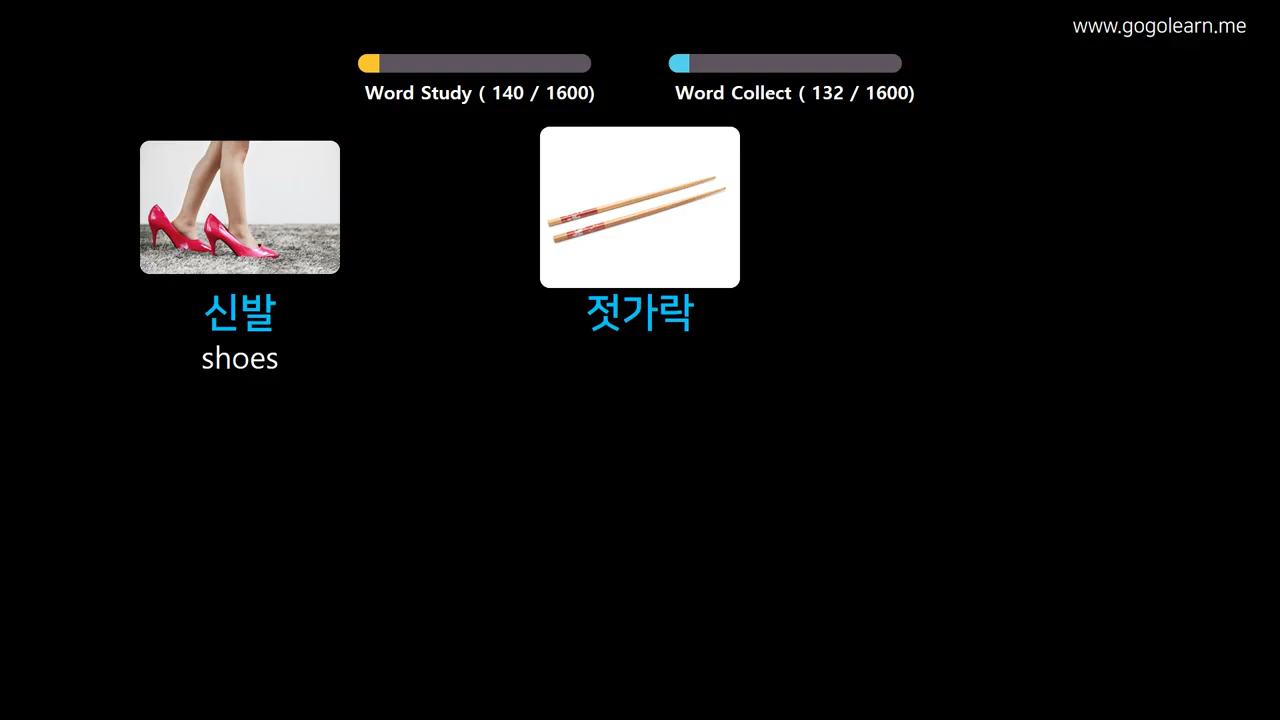 www.gogolearn.me
Word Study ( 140 / 1600)
Word Collect ( 132 / 1600)
신발
shoes
젓가락